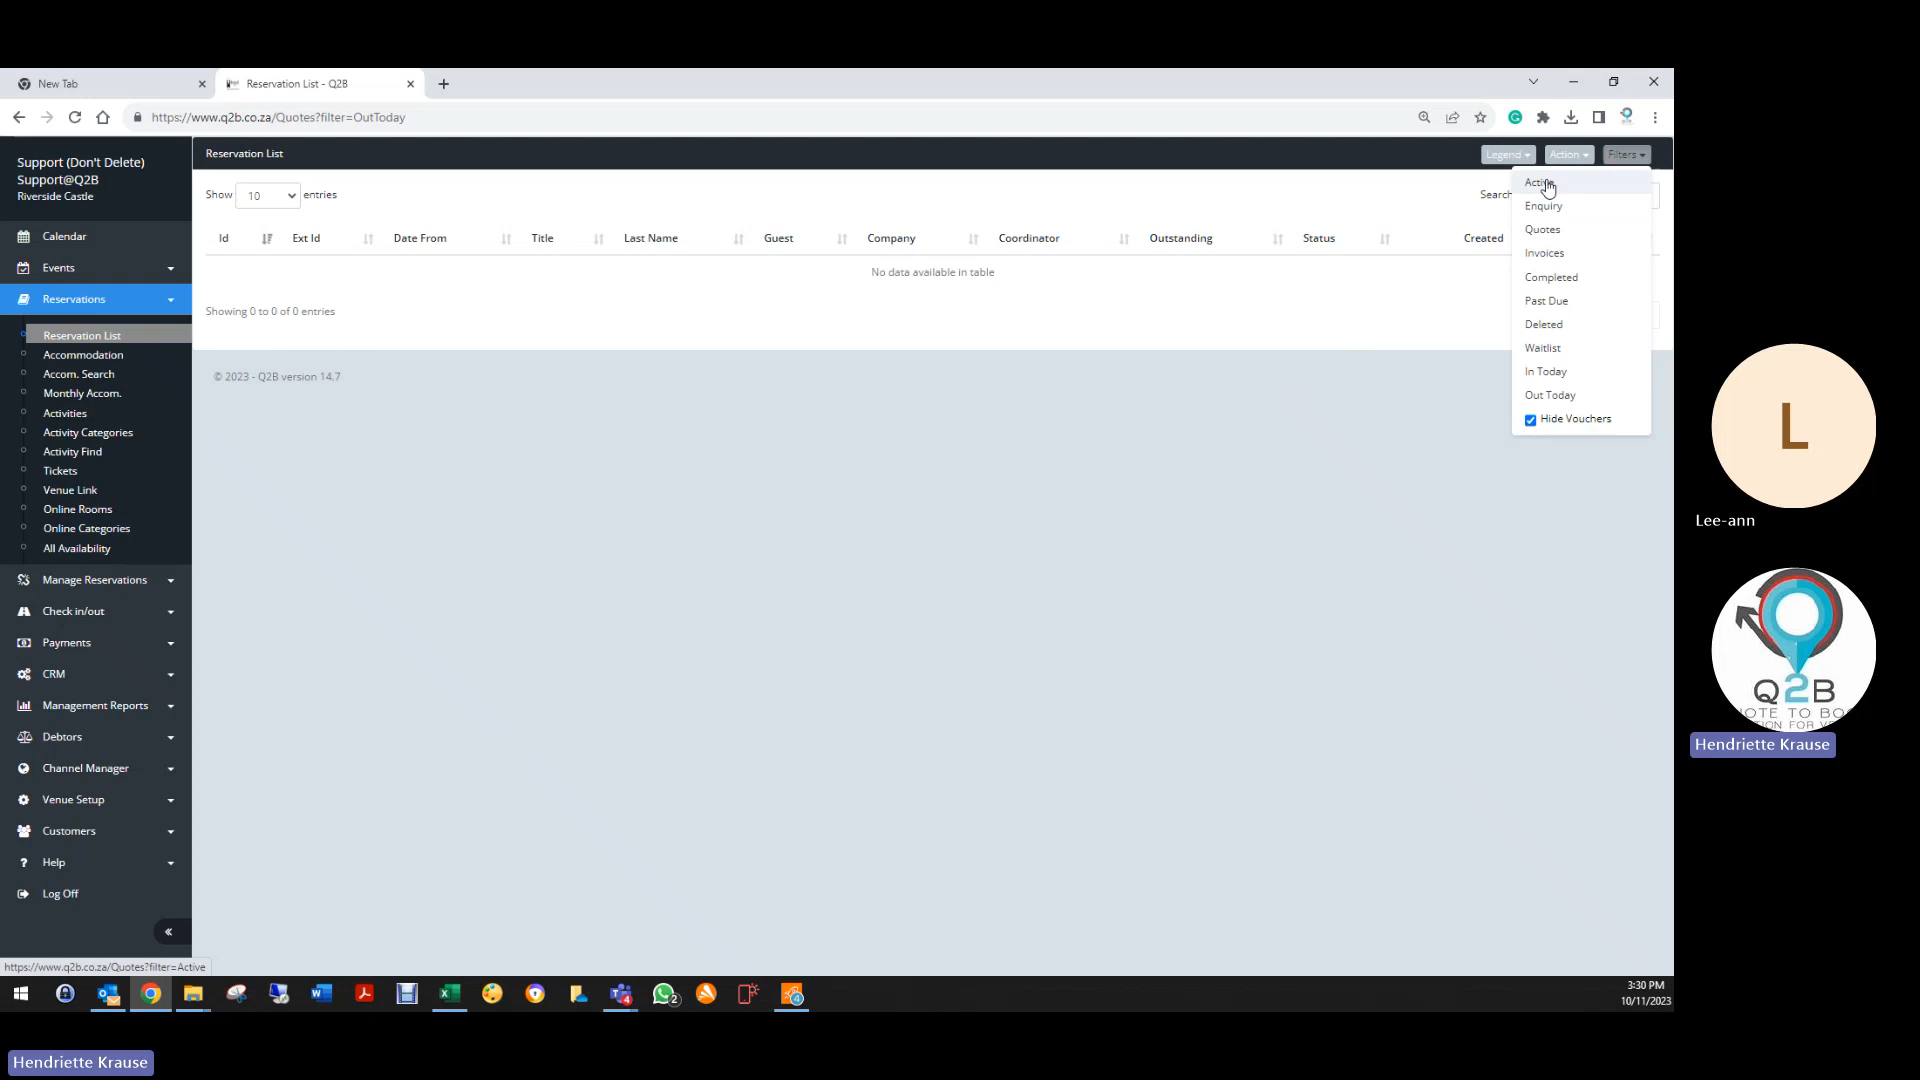 New Tab
Reservation List - Q2B
https://www.q2b.co.za/Quotes?filter=OutToday
Support (Don't Delete)
Support@Q2B
Riverside Castle
Reservation List
Legend
Action
Filters
Show 10 entries
Search
Id
Ext Id
Date From
Title
Last Name
Guest
Company
Coordinator
Outstanding
Status
Created
No data available in table
Showing 0 to 0 of 0 entries
© 2023 - Q2B version 14.7
Active
Enquiry
Quotes
Invoices
Completed
Past Due
Deleted
Waitlist
In Today
Out Today
Hide Vouchers
Calendar
Events
Reservations
Reservation List
Accommodation
Accom. Search
Monthly Accom.
Activities
Activity Categories
Activity Find
Tickets
Venue Link
Online Rooms
Online Categories
All Availability
Manage Reservations
Check in/out
Payments
CRM
Management Reports
Debtors
Channel Manager
Venue Setup
Customers
Help
Log Off
https://www.q2b.co.za/Quotes?filter=Active
3:30 PM
10/11/2023
L
Lee-ann
Q2B
OTE TO BO
TION FOR V
Hendriette Krause
Hendriette Krause